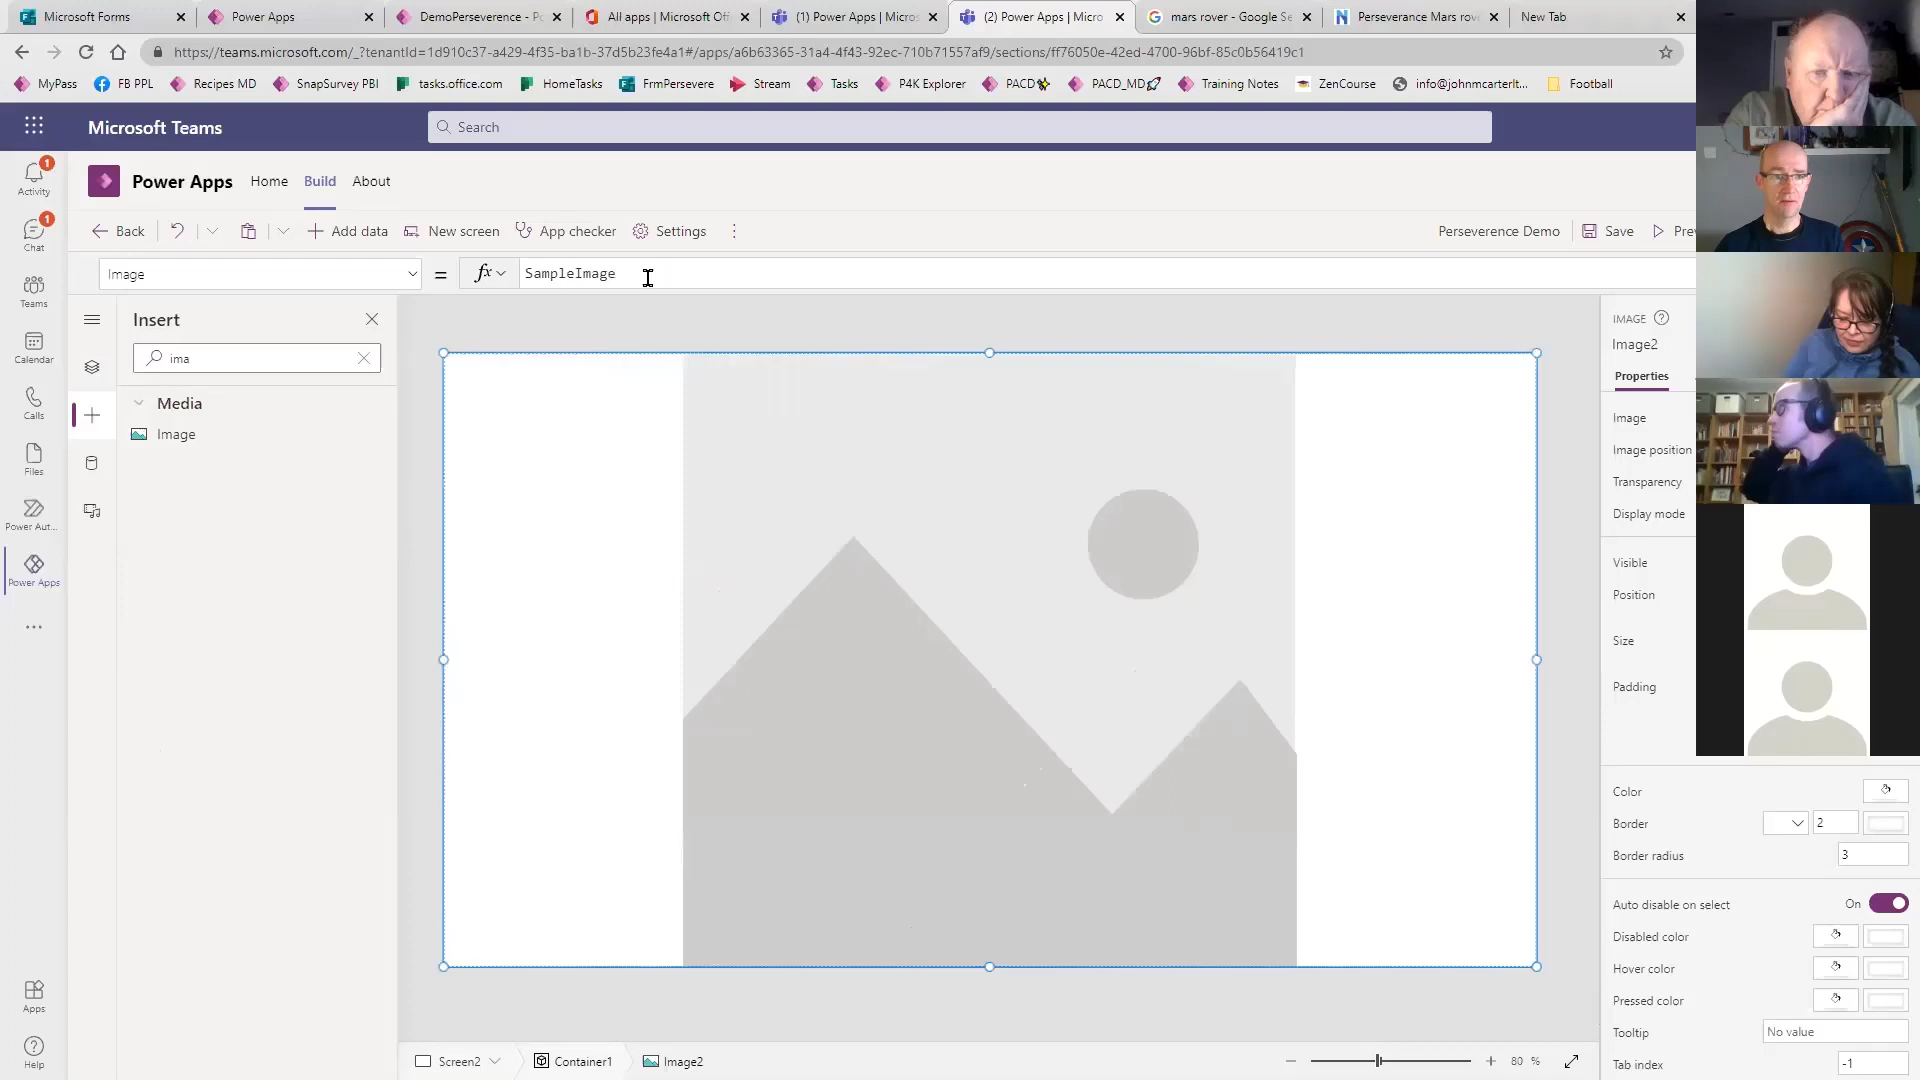 Microsoft Forms
Power Apps
DemoPerseverence - Po
All apps | Microsoft Offi
(1) Power Apps | Micros
(2) Power Apps | Micro
mars rover - Google Se
Perseverance Mars rov
New Tab
https://teams.microsoft.com/_?tenantId=1d910c37-a429-4f35-ba1b-37d5b23fe4a1#/apps/a6b63365-31a4-4f43-92ec-710b71557af9/sections/ff76050e-42ed-4700-96bf-85c0b56419c1
MyPass
FB PPL
Recipes MD
SnapSurvey PBI
tasks.office.com
HomeTasks
FrmPersevere
Stream
Tasks
P4K Explorer
PACD✨
PACD_MD🚀
Training Notes
ZenCourse
info@johnmcarterlt...
Football
Microsoft Teams
Search
Power Apps
Home
Build
About
Back
Add data
New screen
App checker
Settings
Perseverence Demo
Save
Pre
Image
=
fx
SampleImage
1
Activity
1
Chat
Teams
Calendar
Calls
Files
Power Aut...
Power Apps
Apps
Help
Insert
ima
Media
Image
IMAGE
Image2
Properties
Image
Image position
Transparency
Display mode
Visible
Position
Size
Padding
Color
Border
2
Border radius
3
Auto disable on select
On
Disabled color
Hover color
Pressed color
Tooltip
No value
Tab index
-1
Screen2
Container1
Image2
80 %